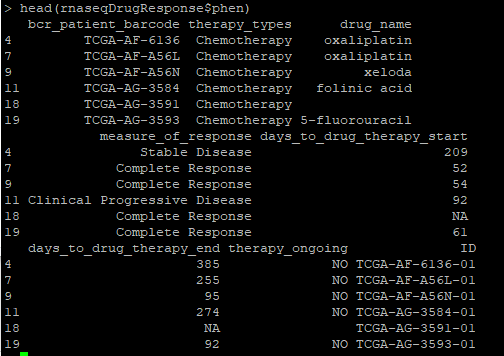 > head(rnaseqDrugResponse$phen)
   bcr_patient_barcode therapy_types      drug_name
4         TCGA-AF-6136  Chemotherapy    oxaliplatin
7         TCGA-AF-A56L  Chemotherapy    oxaliplatin
9         TCGA-AF-A56N  Chemotherapy         xeloda
11        TCGA-AG-3584  Chemotherapy   folinic acid
18        TCGA-AG-3591  Chemotherapy
19        TCGA-AG-3593  Chemotherapy 5-fluorouracil
            measure_of_response days_to_drug_therapy_start
4                Stable Disease                        209
7             Complete Response                         52
9             Complete Response                         54
11 Clinical Progressive Disease                         92
18            Complete Response                         NA
19            Complete Response                         61
   days_to_drug_therapy_end therapy_ongoing              ID
4                       385              NO TCGA-AF-6136-01
7                       255              NO TCGA-AF-A56L-01
9                        95              NO TCGA-AF-A56N-01
11                      274              NO TCGA-AG-3584-01
18                       NA                 TCGA-AG-3591-01
19                       92              NO TCGA-AG-3593-01